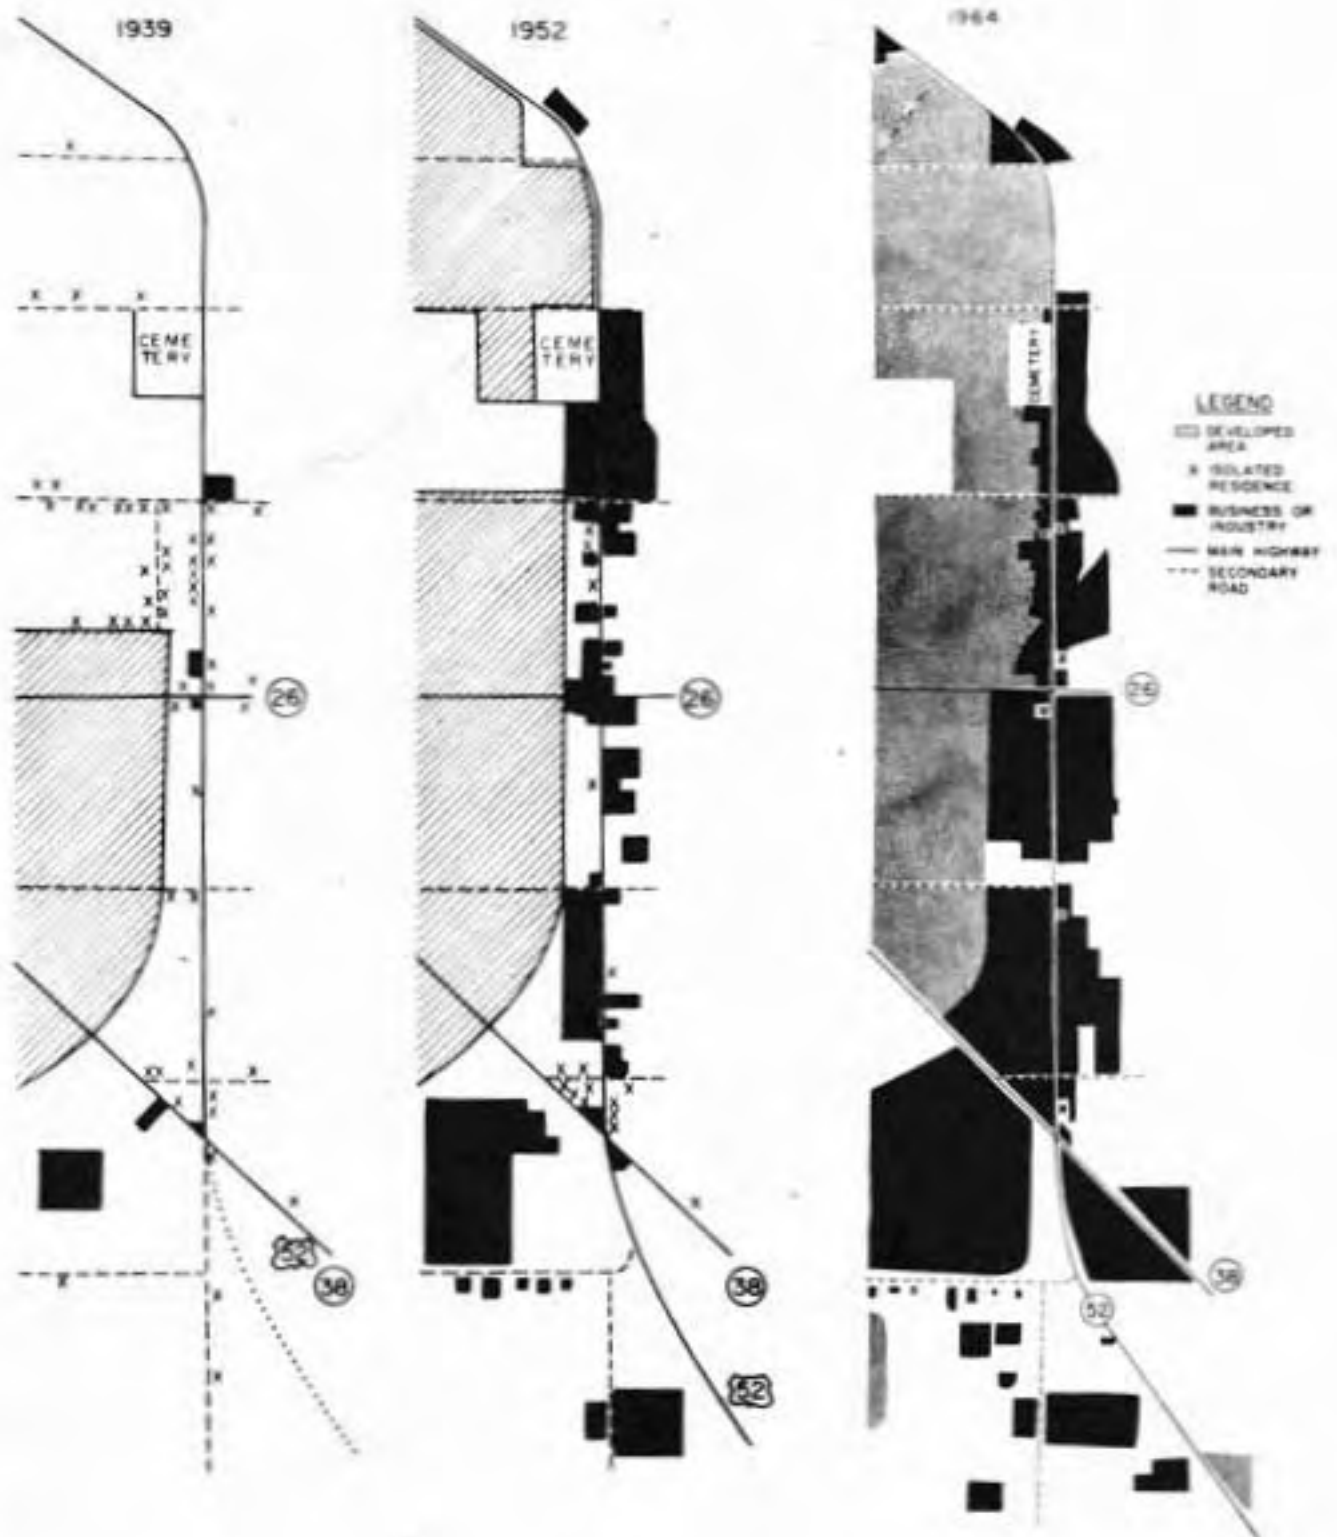 1939
1952
1964
CEME
TERY
CEME
TERY
CEMETERY
LEGEND
DEVELOPED
AREA
X ISOLATED
RESIDENCE
BUSINESS OR
INDUSTRY
MAIN HIGHWAY
SECONDARY
ROAD
26
26
26
52
38
38
52
38
52